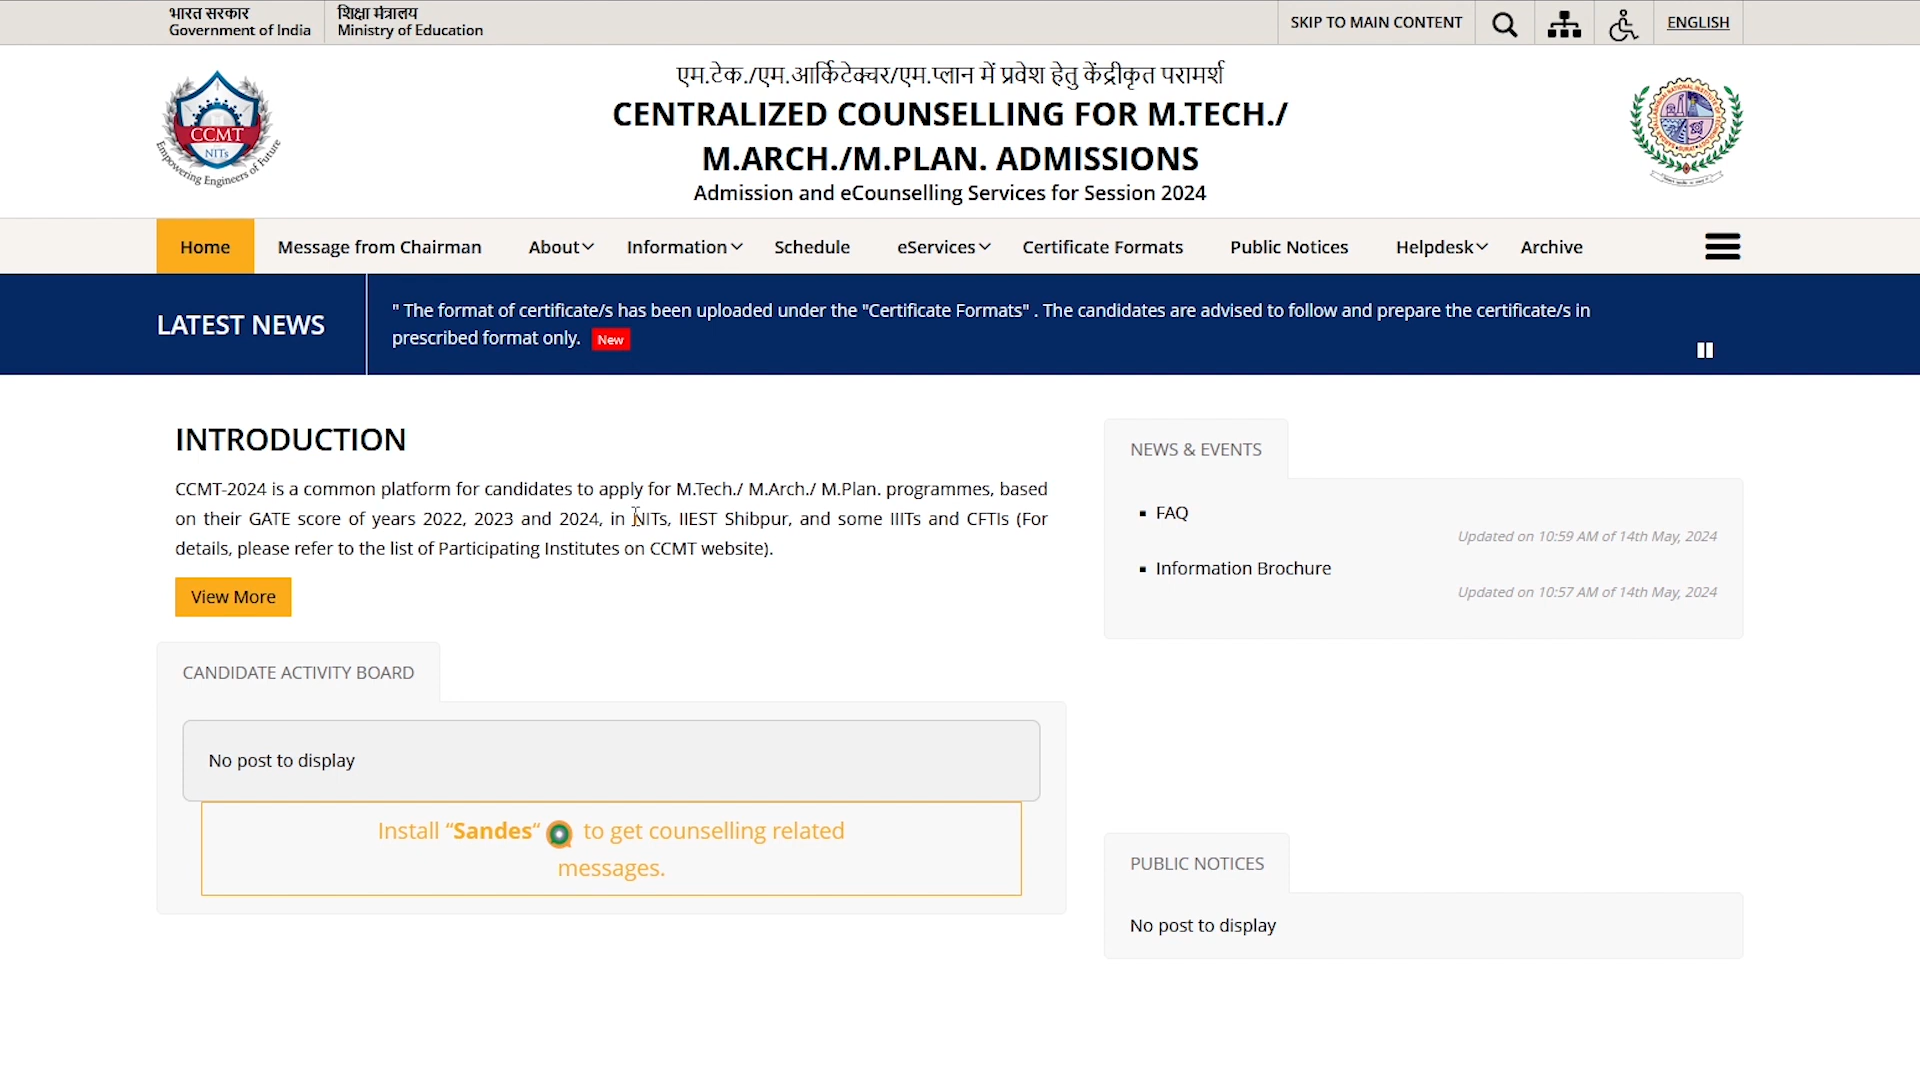 भारत सरकार
Government of India
शिक्षा मंत्रालय
Ministry of Education
SKIP TO MAIN CONTENT
ENGLISH
CCMT
NITs
Empowering Engineers of Future
एम.टेक./एम.आर्किटेक्चर/एम.प्लान में प्रवेश हेतु केंद्रीकृत परामर्श
CENTRALIZED COUNSELLING FOR M.TECH./
M.ARCH./M.PLAN. ADMISSIONS
Admission and eCounselling Services for Session 2024
Home
Message from Chairman
About
Information
Schedule
eServices
Certificate Formats
Public Notices
Helpdesk
Archive
LATEST NEWS
" The format of certificate/s has been uploaded under the "Certificate Formats" . The candidates are advised to follow and prepare the certificate/s in
prescribed format only. New
INTRODUCTION
CCMT-2024 is a common platform for candidates to apply for M.Tech./ M.Arch./ M.Plan. programmes, based
on their GATE score of years 2022, 2023 and 2024, in NITs, IIEST Shibpur, and some IIITs and CFTIs (For
details, please refer to the list of Participating Institutes on CCMT website).
View More
CANDIDATE ACTIVITY BOARD
No post to display
Install “Sandes“ to get counselling related
messages.
NEWS & EVENTS
FAQ
Updated on 10:59 AM of 14th May, 2024
Information Brochure
Updated on 10:57 AM of 14th May, 2024
PUBLIC NOTICES
No post to display